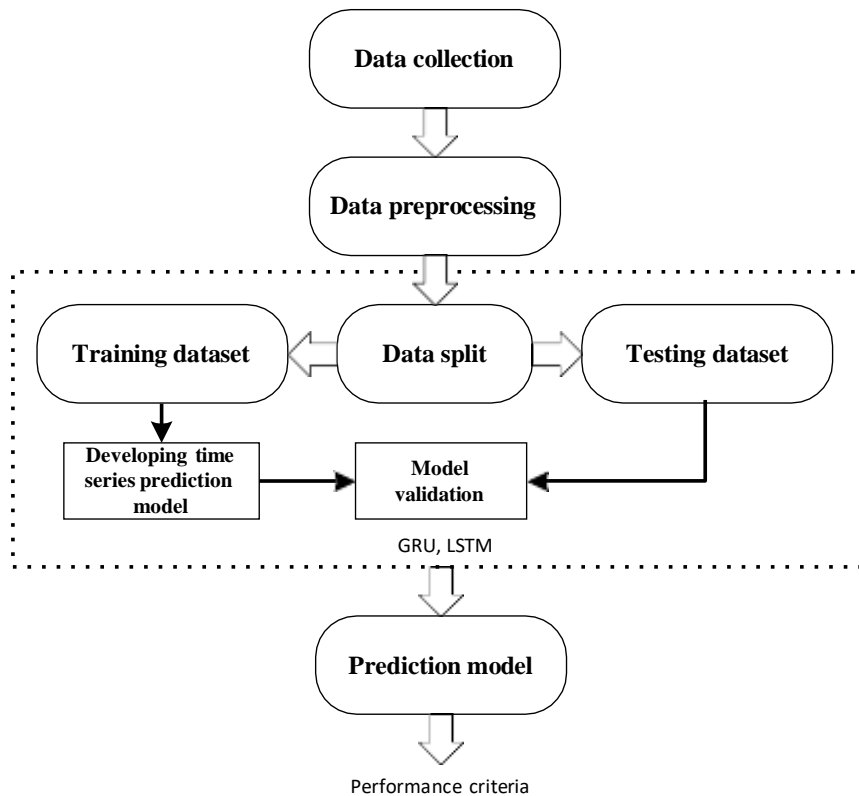 Data collection
Data preprocessing
Training dataset
Data split
Testing dataset
Developing time
series prediction
model
Model
validation
GRU, LSTM
Prediction model
Performance criteria